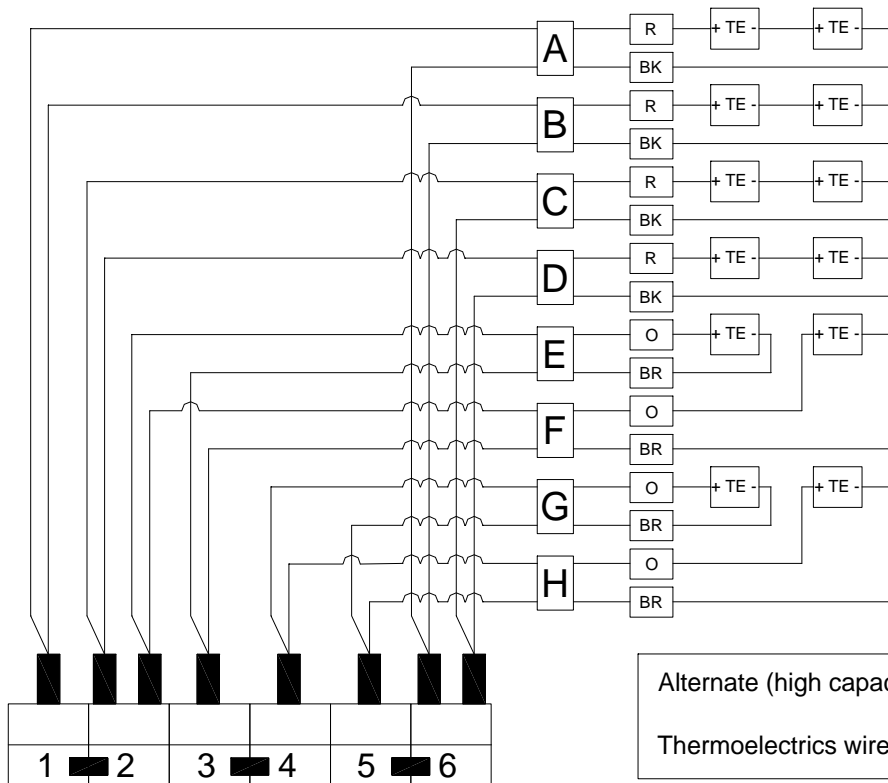 A R + TE - + TE -
BK
B R + TE - + TE -
BK
C R + TE - + TE -
BK
D R + TE - + TE -
BK
E O + TE - + TE -
BR
F O
BR
G O + TE - + TE -
BR
H O
BR
Alternate (high capac
Thermoelectrics wire
1 2 3 4 5 6